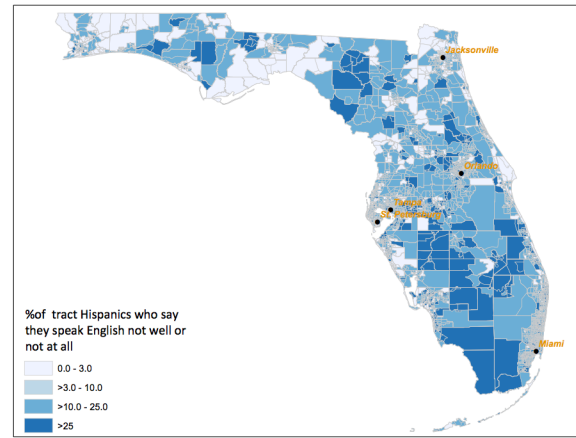 Jacksonville
Orlando
Tampa
St. Petersburg
Miami
%of tract Hispanics who say
they speak English not well or
not at all
0.0 - 3.0
>3.0 - 10.0
>10.0 - 25.0
>25